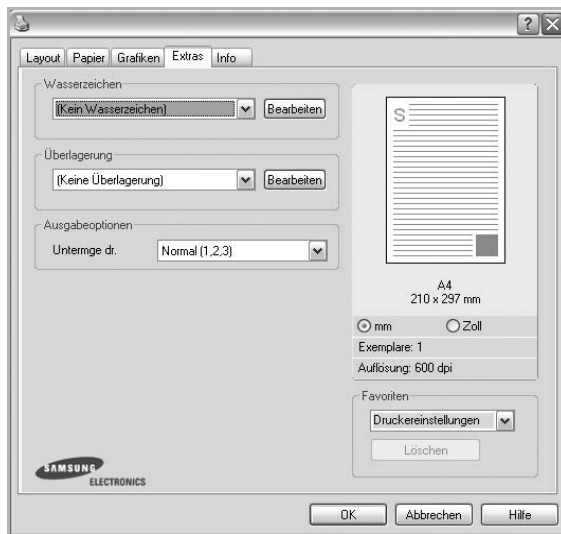 Layout Papier Grafiken Extras Info
Wasserzeichen
(Kein Wasserzeichen) Bearbeiten
Überlagerung
(Keine Überlagerung) Bearbeiten
Ausgabeoptionen
Untermge dr. Normal (1,2,3)
S
A4
210 x 297 mm
mm Zoll
Exemplare: 1
Auflösung: 600 dpi
Favoriten
Druckereinstellungen
Löschen
SAMSUNG
ELECTRONICS
OK Abbrechen Hilfe